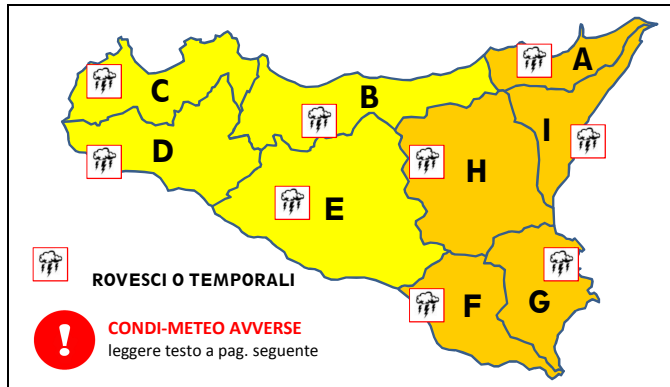 A
C
B
I
D
H
E
F
G
ROVESCI O TEMPORALI
!
CONDI-METEO AVVERSE
leggere testo a pag. seguente